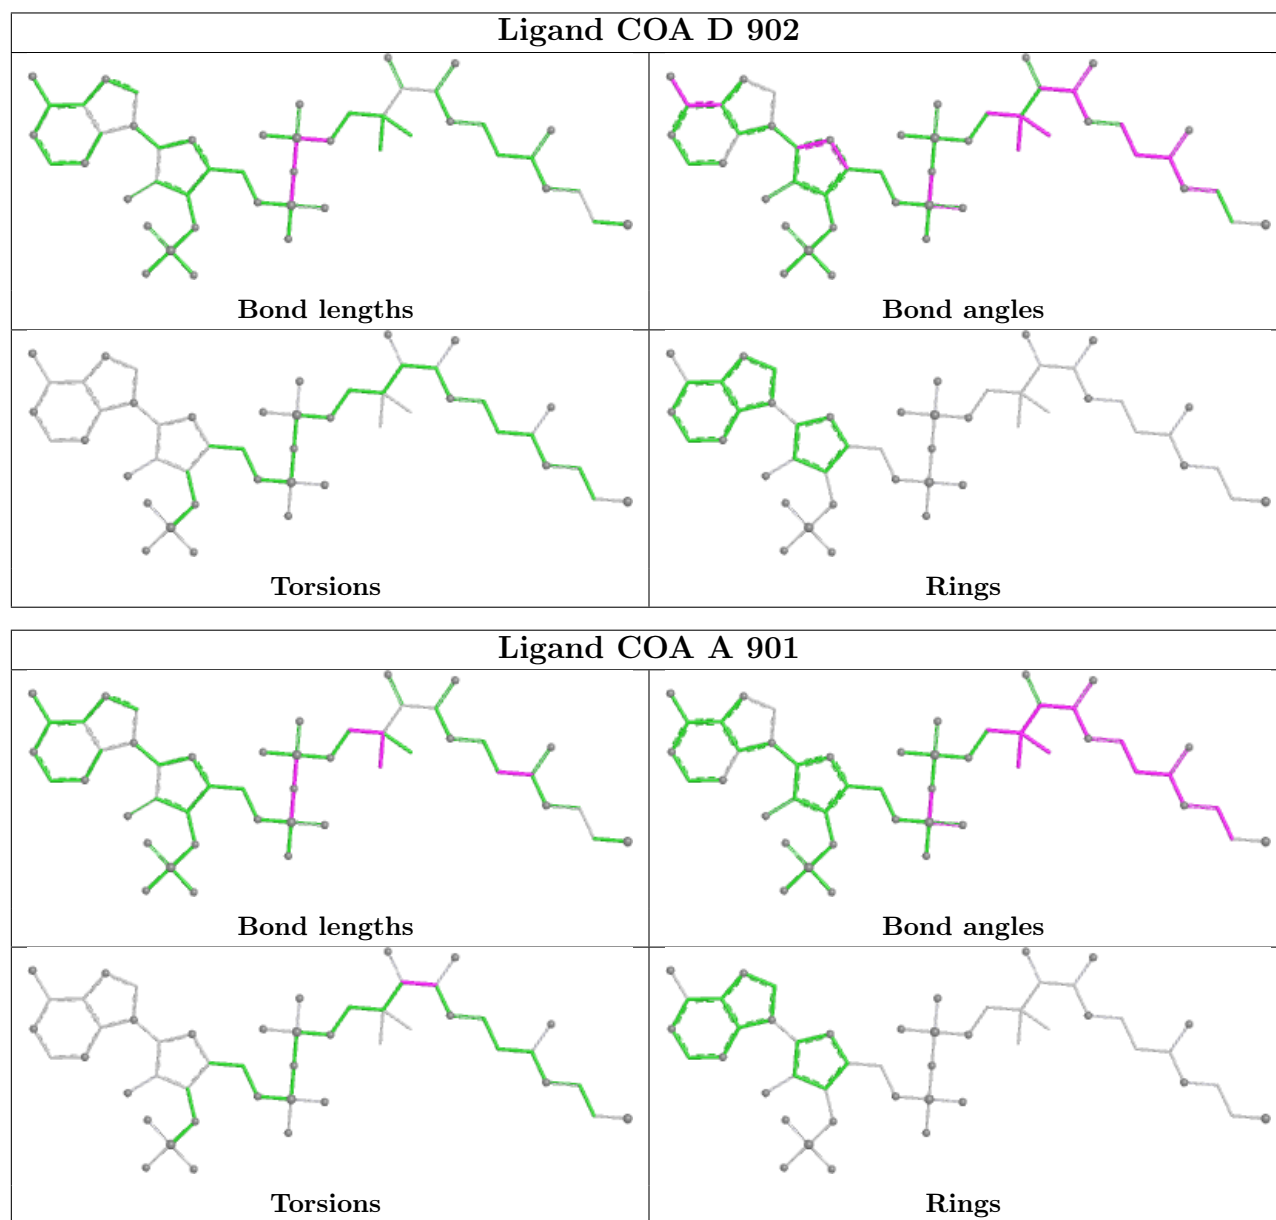 Ligand COA D 902
Bond lengths
Bond angles
Torsions
Rings
Ligand COA A 901
Bond lengths
Bond angles
Torsions
Rings